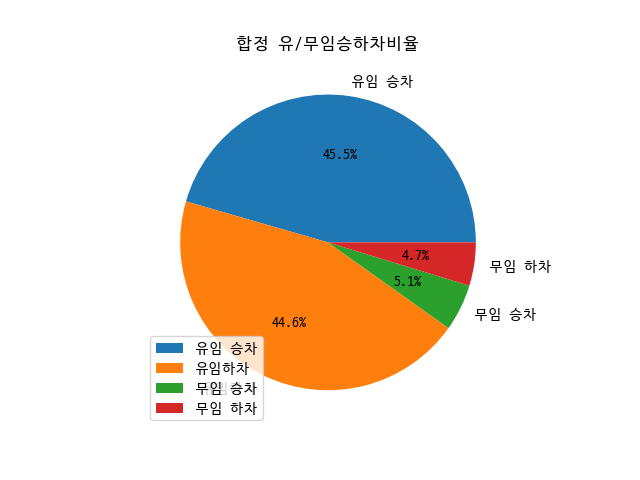 합정 유/무임승하차비율
유임 승차
45.5%
4.7%
무임 하차
5.1%
무임 승차
44.6%
유임 승차
유임하차
무임 승차
무임 하차